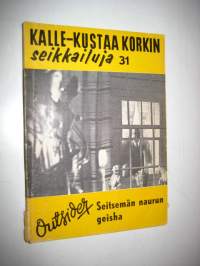 KALLE-KUSTAA KORKIN
seikkailuja 31
Outsider
Seitsemän naurun
geisha